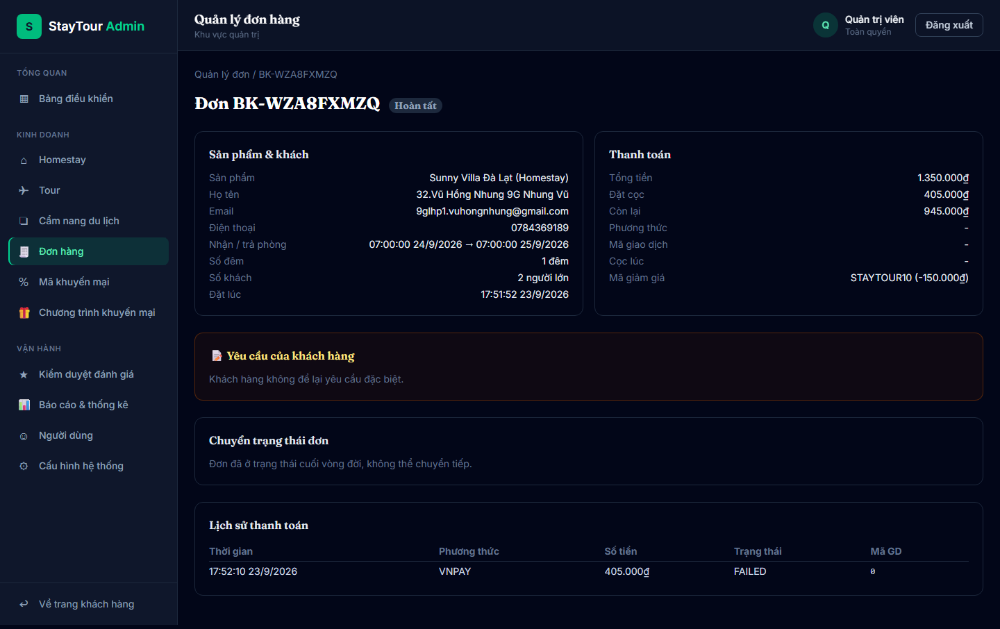 S StayTour Admin
TỔNG QUAN
Bảng điều khiển
KINH DOANH
Homestay
Tour
Cẩm nang du lịch
Đơn hàng
% Mã khuyến mại
Chương trình khuyến mại
VẬN HÀNH
Kiểm duyệt đánh giá
Báo cáo & thống kê
Người dùng
Cấu hình hệ thống
Về trang khách hàng
Quản lý đơn hàng
Khu vực quản trị
Q Quản trị viên
Toàn quyền
Đăng xuất
Quản lý đơn / BK-WZA8FXMZQ
Đơn BK-WZA8FXMZQ Hoàn tất
Sản phẩm & khách
Sản phẩm Sunny Villa Đà Lạt (Homestay)
Họ tên 32.Vũ Hồng Nhung 9G Nhung Vũ
Email 9glhp1.vuhongnhung@gmail.com
Điện thoại 0784369189
Nhận / trả phòng 07:00:00 24/9/2026 → 07:00:00 25/9/2026
Số đêm 1 đêm
Số khách 2 người lớn
Đặt lúc 17:51:52 23/9/2026
Thanh toán
Tổng tiền 1.350.000₫
Đặt cọc 405.000₫
Còn lại 945.000₫
Phương thức -
Mã giao dịch -
Cọc lúc -
Mã giảm giá STAYTOUR10 (-150.000₫)
Yêu cầu của khách hàng
Khách hàng không để lại yêu cầu đặc biệt.
Chuyển trạng thái đơn
Đơn đã ở trạng thái cuối vòng đời, không thể chuyển tiếp.
Lịch sử thanh toán
Thời gian Phương thức Số tiền Trạng thái Mã GD
17:52:10 23/9/2026 VNPAY 405.000₫ FAILED 0